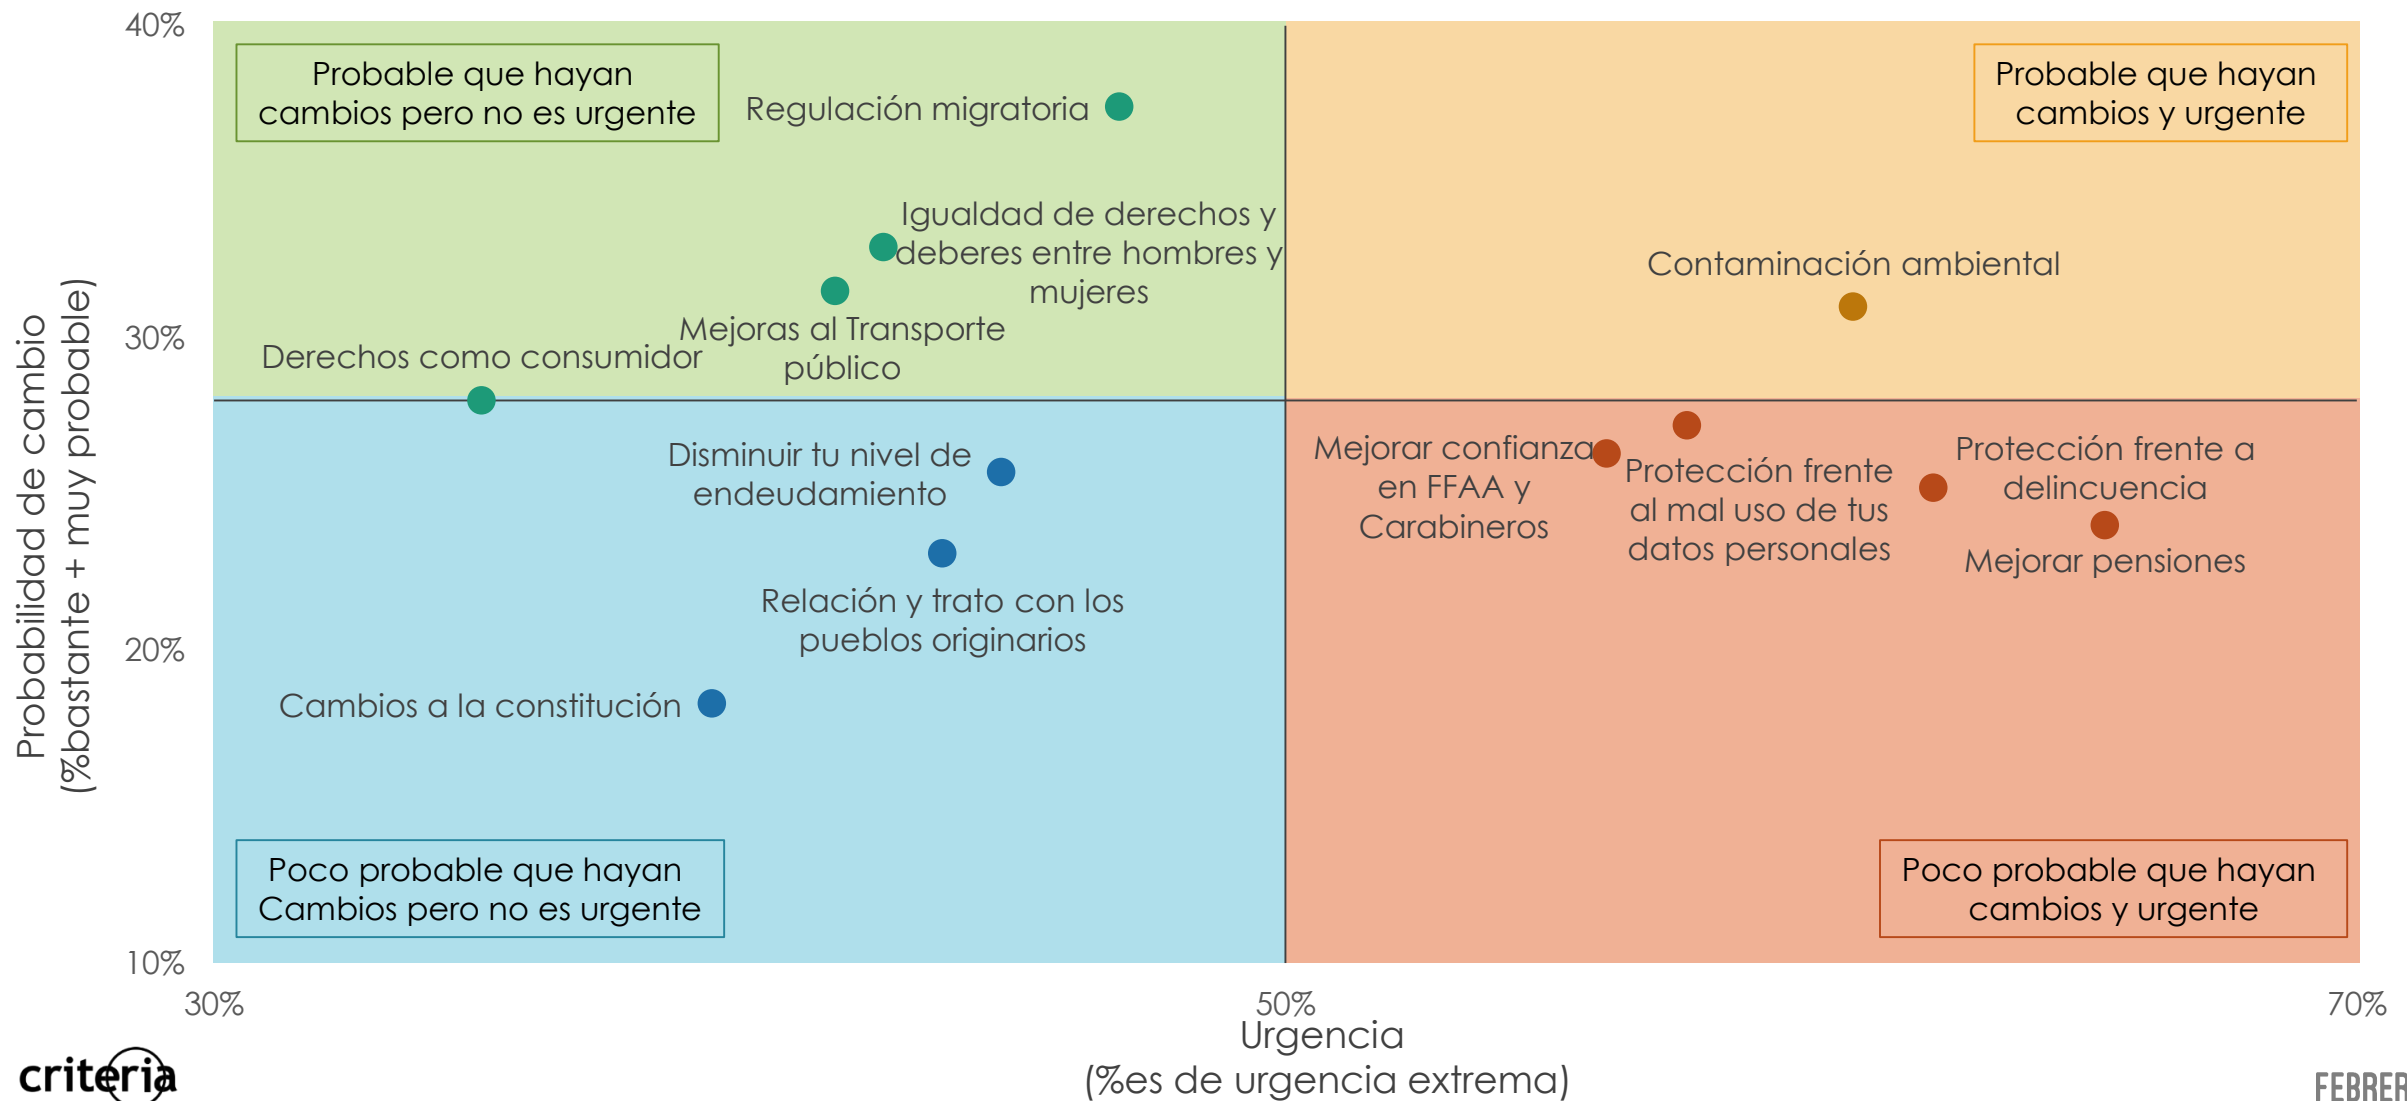 40%
Probable que hayan
cambios pero no es urgente
Probable que hayan
cambios y urgente
Regulación migratoria
Igualdad de derechos y
deberes entre hombres y
mujeres
Contaminación ambiental
Mejoras al Transporte
público
30%
Derechos como consumidor
Probabilidad de cambio
(%bastante + muy probable)
Disminuir tu nivel de
endeudamiento
Mejorar confianza
en FFAA y
Carabineros
Protección frente
al mal uso de tus
datos personales
Protección frente a
delincuencia
Mejorar pensiones
Relación y trato con los
pueblos originarios
20%
Cambios a la constitución
Poco probable que hayan
Cambios pero no es urgente
Poco probable que hayan
cambios y urgente
10%
30%
50%
70%
Urgencia
(%es de urgencia extrema)
criteria
FEBRER